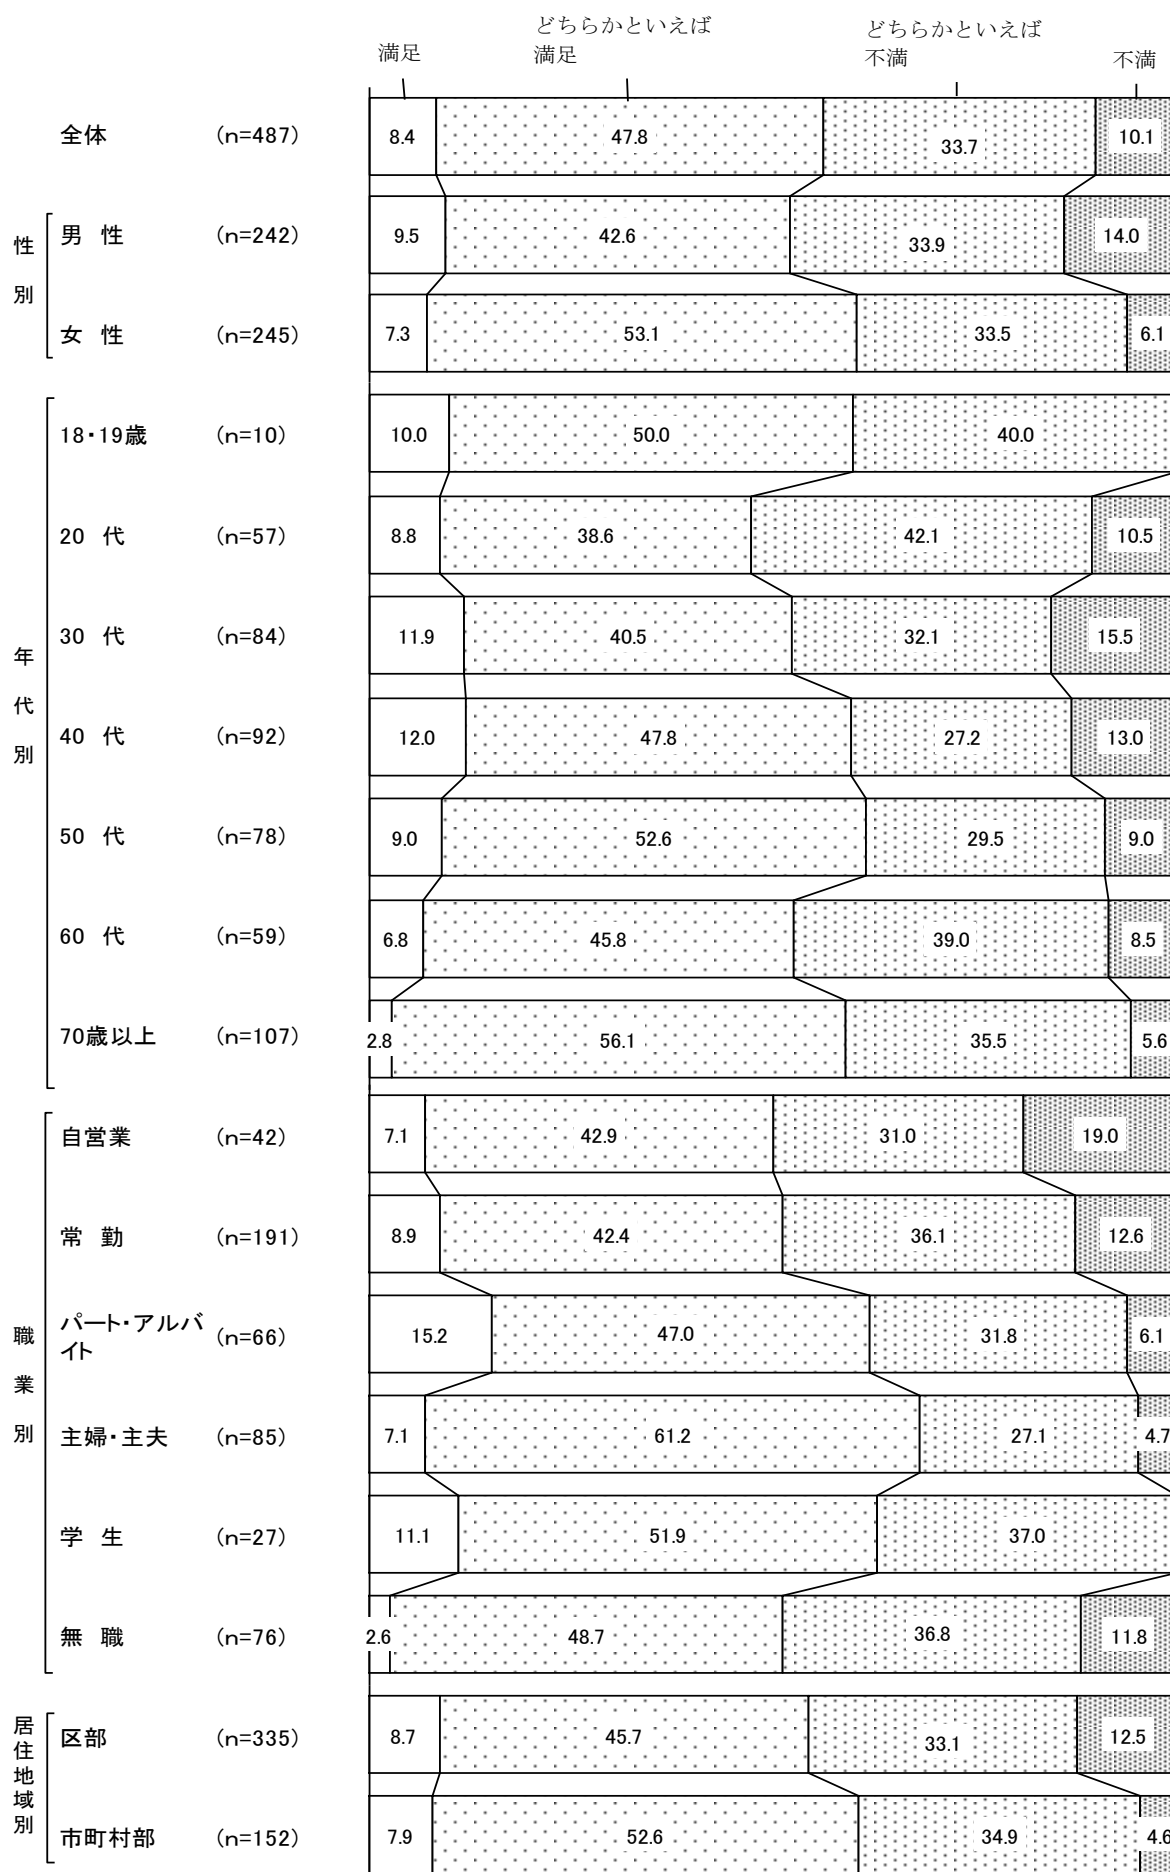 満足 どちらかといえば
満足 どちらかといえば
不満 不満
全体 (n=487) 8.4 47.8 33.7 10.1
性別
男 性 (n=242) 9.5 42.6 33.9 14.0
女 性 (n=245) 7.3 53.1 33.5 6.1
年代別
18・19歳 (n=10) 10.0 50.0 40.0
20 代 (n=57) 8.8 38.6 42.1 10.5
30 代 (n=84) 11.9 40.5 32.1 15.5
40 代 (n=92) 12.0 47.8 27.2 13.0
50 代 (n=78) 9.0 52.6 29.5 9.0
60 代 (n=59) 6.8 45.8 39.0 8.5
70歳以上 (n=107) 2.8 56.1 35.5 5.6
職業別
自営業 (n=42) 7.1 42.9 31.0 19.0
常 勤 (n=191) 8.9 42.4 36.1 12.6
パート・アルバ
イト (n=66) 15.2 47.0 31.8 6.1
主婦・主夫 (n=85) 7.1 61.2 27.1 4.7
学 生 (n=27) 11.1 51.9 37.0
無 職 (n=76) 2.6 48.7 36.8 11.8
居住地域別
区部 (n=335) 8.7 45.7 33.1 12.5
市町村部 (n=152) 7.9 52.6 34.9 4.6